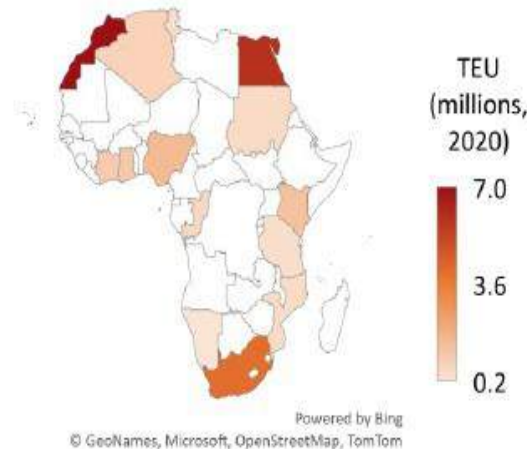 TEU
(millions,
2020)
7.0
3.6
0.2
Powered by Bing
© GeoNames, Microsoft, OpenStreetMap, TomTom